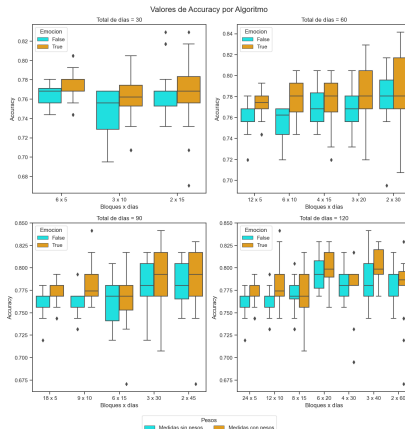 Valores de Accuracy por Algoritmo
Total de días = 30
Emocion
False
True
0.82
0.80
0.78
0.76
0.74
0.72
0.70
0.68
Accuracy
6 x 5
3 x 10
2 x 15
Bloques x días
Total de días = 60
Emocion
False
True
0.84
0.82
0.80
0.78
0.76
0.74
0.72
0.70
Accuracy
12 x 5
6 x 10
4 x 15
3 x 20
2 x 30
Bloques x días
Total de días = 90
Emocion
False
True
0.850
0.825
0.800
0.775
0.750
0.725
0.700
0.675
Accuracy
18 x 5
9 x 10
6 x 15
3 x 30
2 x 45
Bloques x días
Total de días = 120
Emocion
False
True
0.850
0.825
0.800
0.775
0.750
0.725
0.700
0.675
Accuracy
24 x 5
12 x 10
8 x 15
6 x 20
4 x 30
3 x 40
2 x 60
Bloques x días
Pesos
Medidas sin pesos
Medidas con pesos